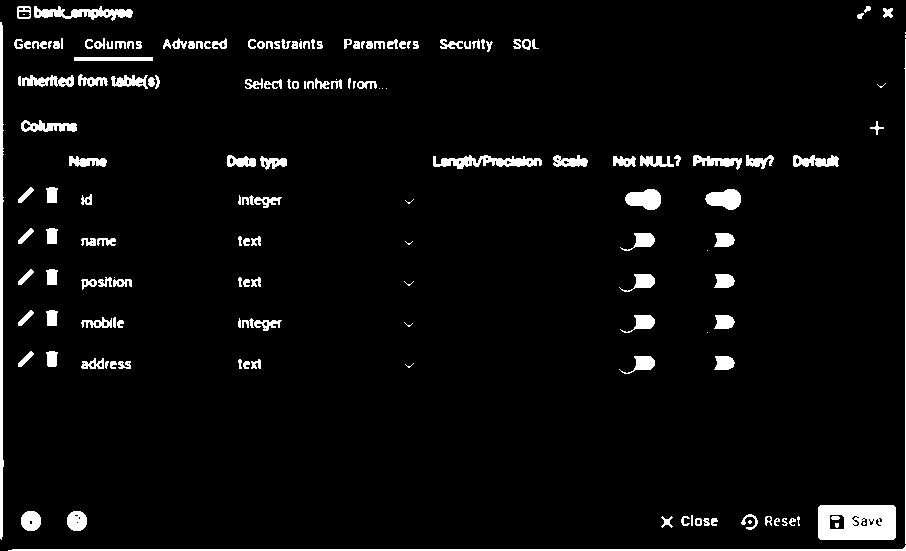 bank_employee
General Columns Advanced Constraints Parameters Security SQL
Inherited from table(s) Select to inherit from...
Columns
Name Data type Length/Precision Scale Not NULL? Primary key? Default
id integer
name text
position text
mobile integer
address text
Close Reset Save